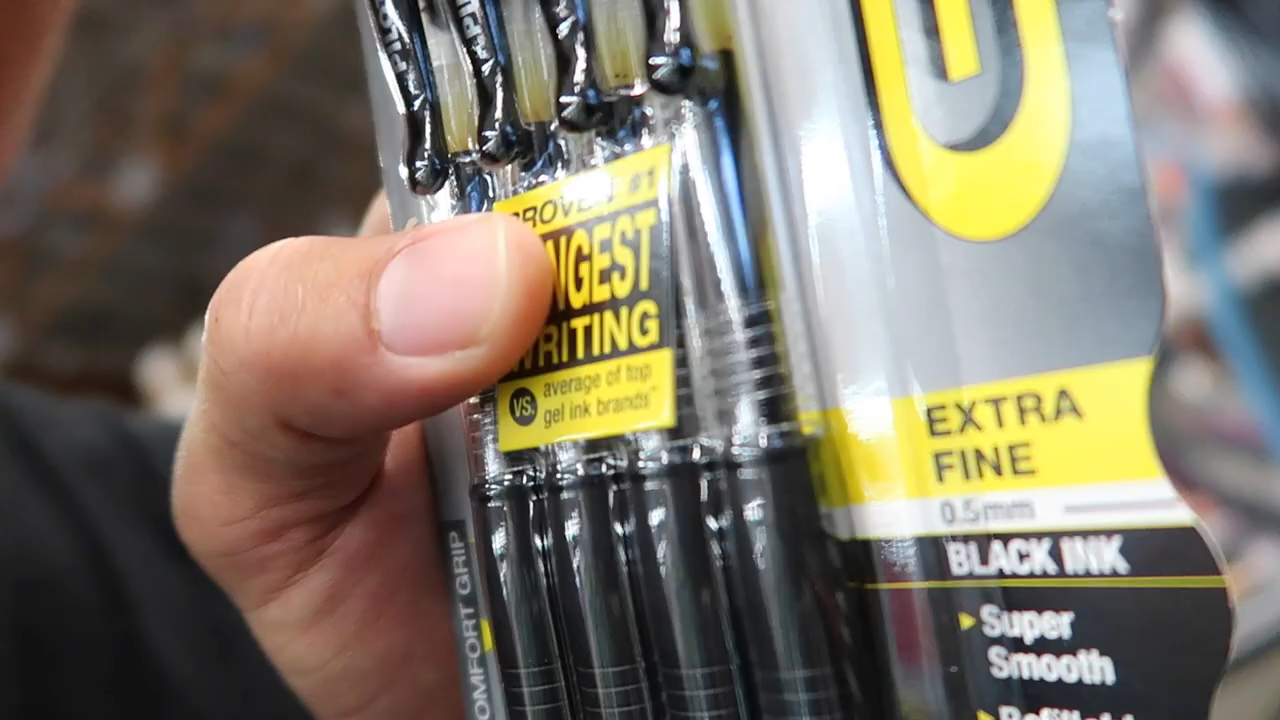 PILOT
G
PROVEN #1
NGEST
WRITING
VS.
average of top
gel ink brands
EXTRA
FINE
0.5mm
BLACK INK
Super
Smooth
COMFORT GRIP